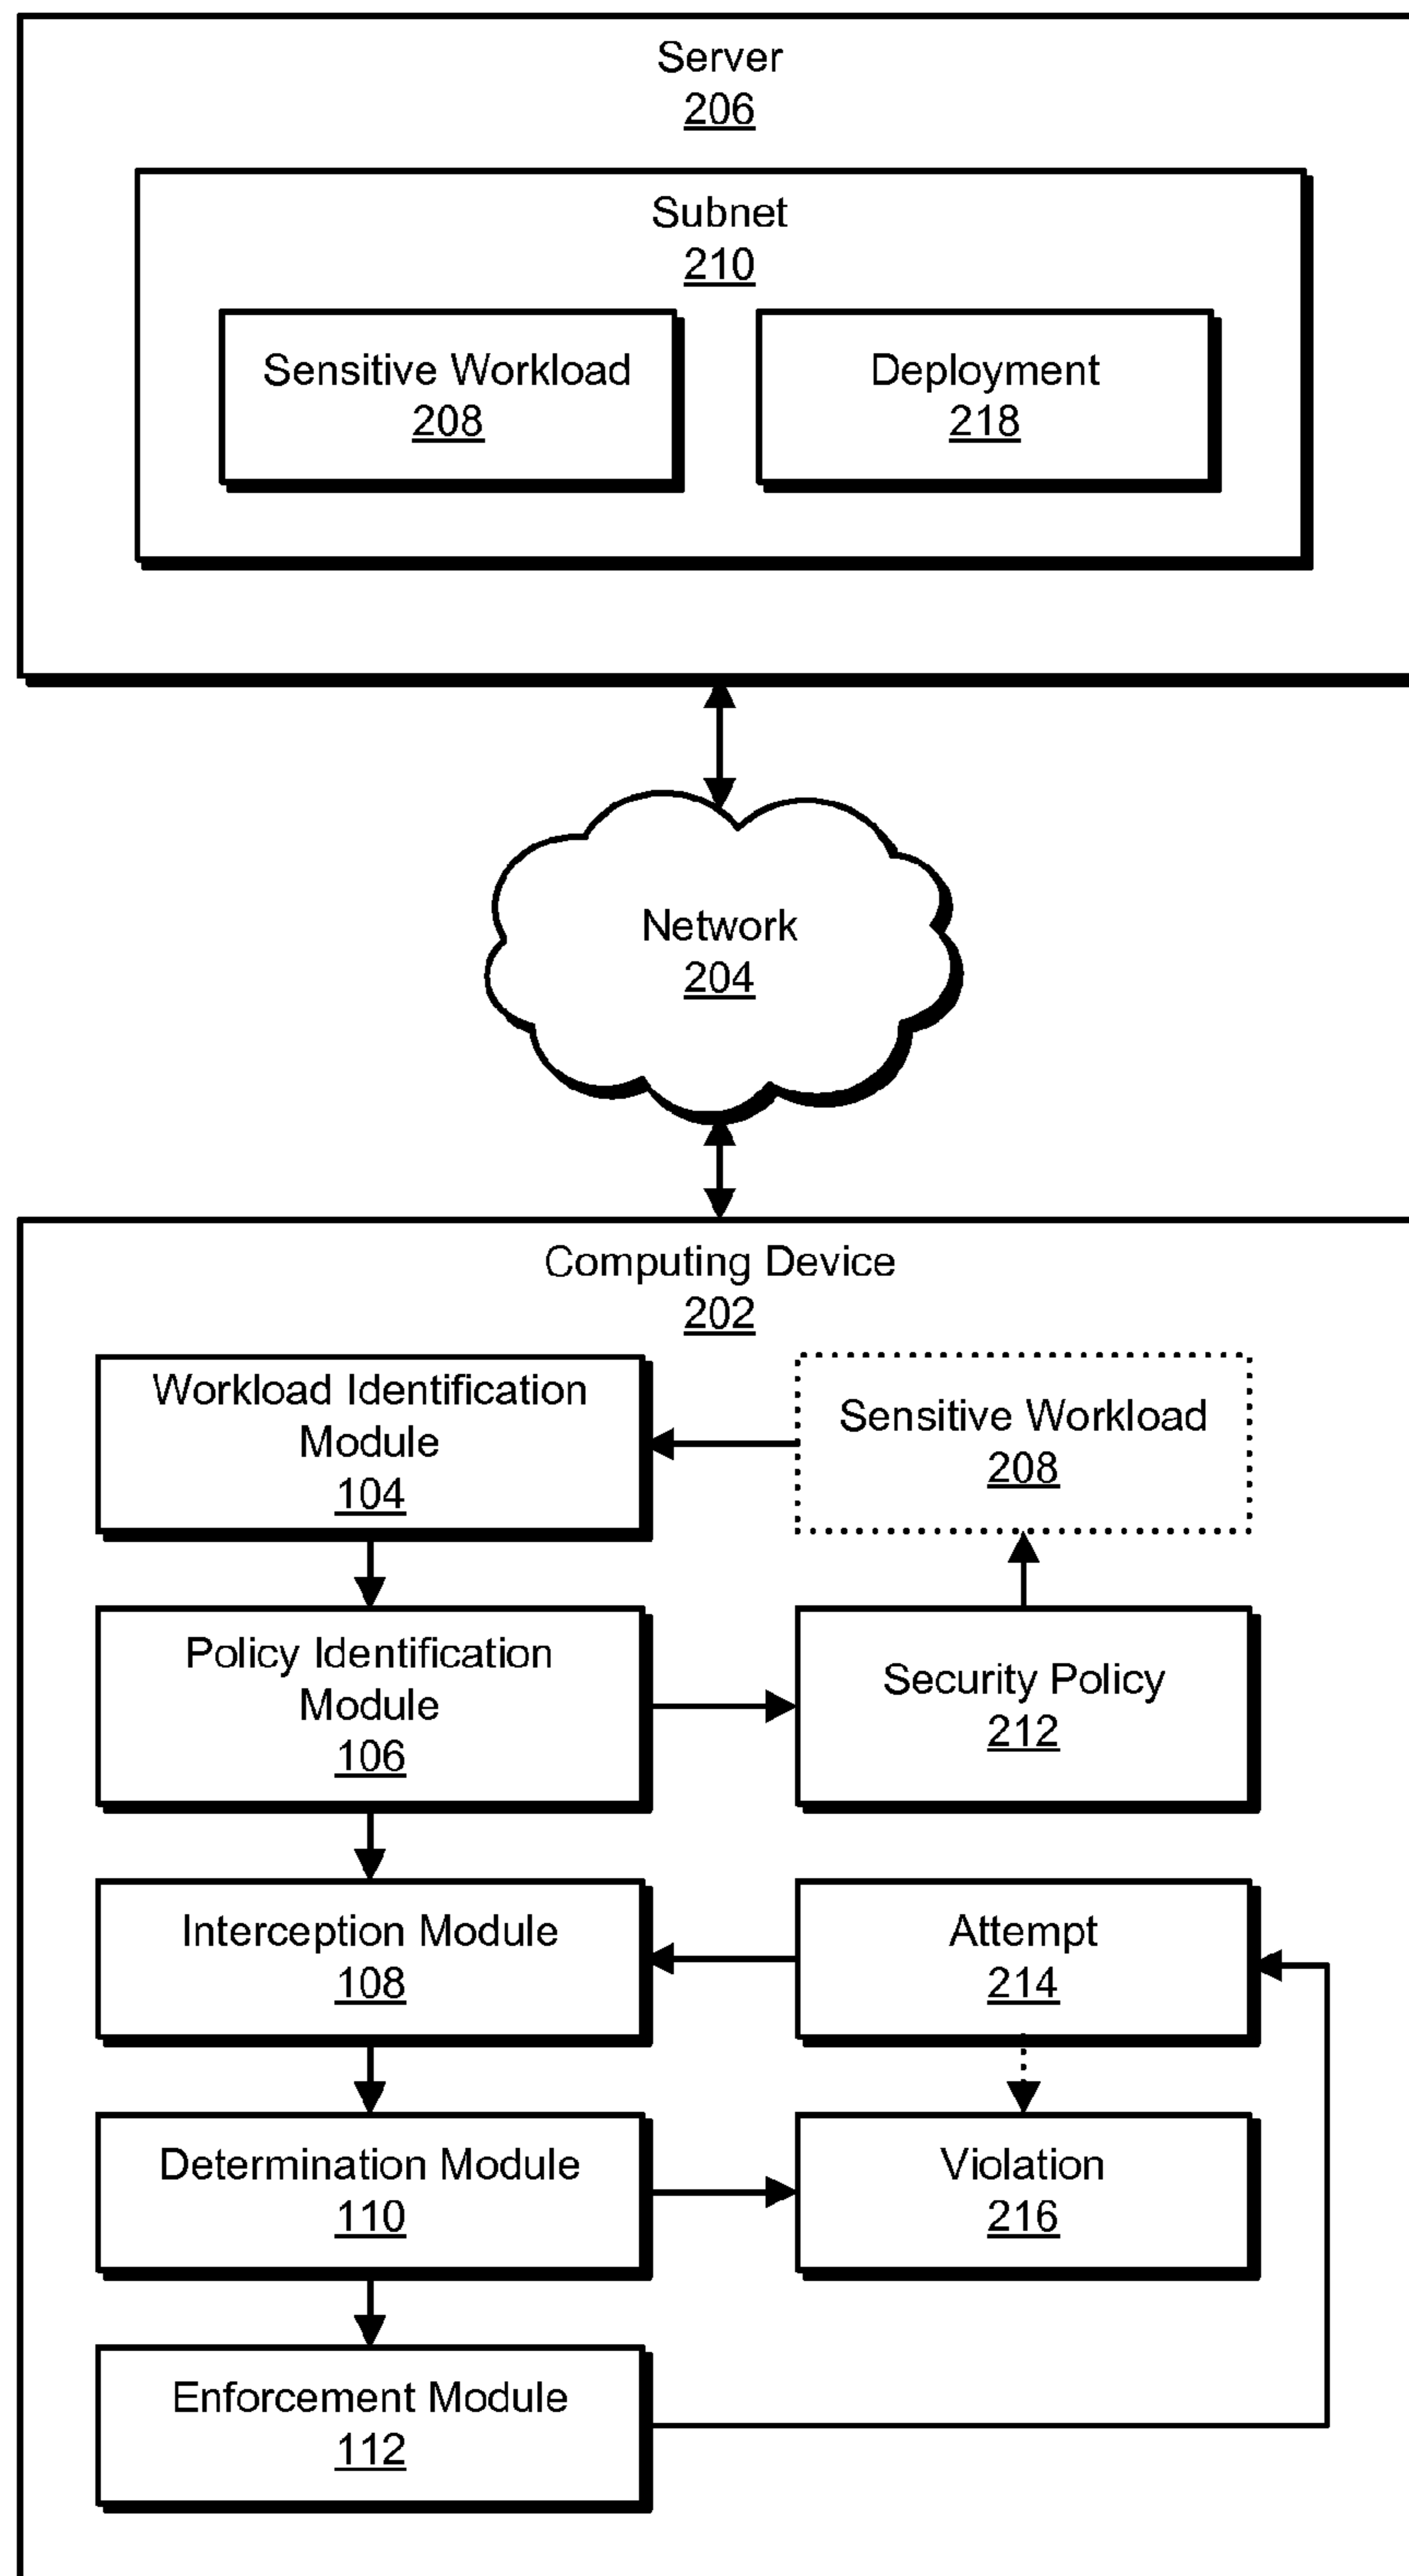 Server
206
Subnet
210
Sensitive Workload
208
Deployment
218
Network
204
Computing Device
202
Workload Identification
Module
104
Sensitive Workload
208
Policy Identification
Module
106
Security Policy
212
Interception Module
108
Attempt
214
Determination Module
110
Violation
216
Enforcement Module
112